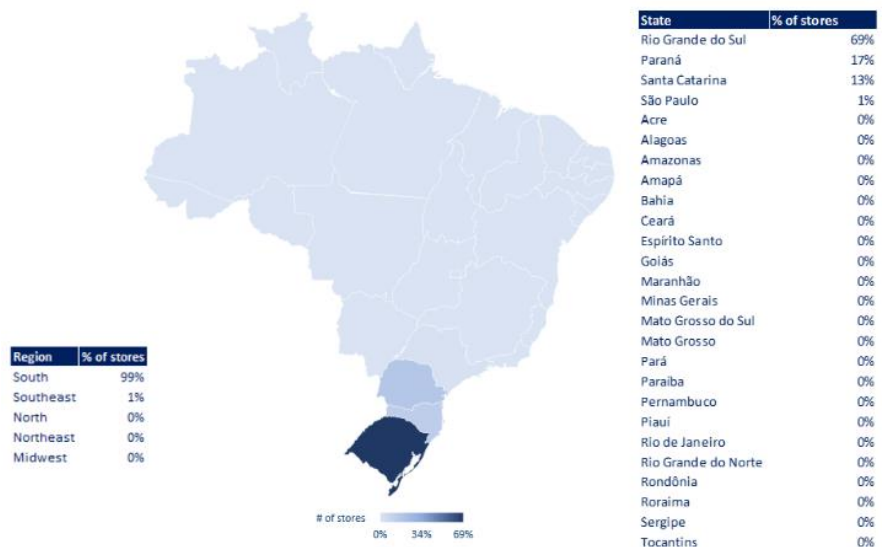 State % of stores
Rio Grande do Sul 69%
Paraná 17%
Santa Catarina 13%
São Paulo 1%
Acre 0%
Alagoas 0%
Amazonas 0%
Amapá 0%
Bahia 0%
Ceará 0%
Espírito Santo 0%
Goiás 0%
Maranhão 0%
Minas Gerais 0%
Mato Grosso do Sul 0%
Mato Grosso 0%
Pará 0%
Paraíba 0%
Pernambuco 0%
Piauí 0%
Rio de Janeiro 0%
Rio Grande do Norte 0%
Rondônia 0%
Roraima 0%
Sergipe 0%
Tocantins 0%
Region % of stores
South 99%
Southeast 1%
North 0%
Northeast 0%
Midwest 0%
# of stores
0% 34% 69%